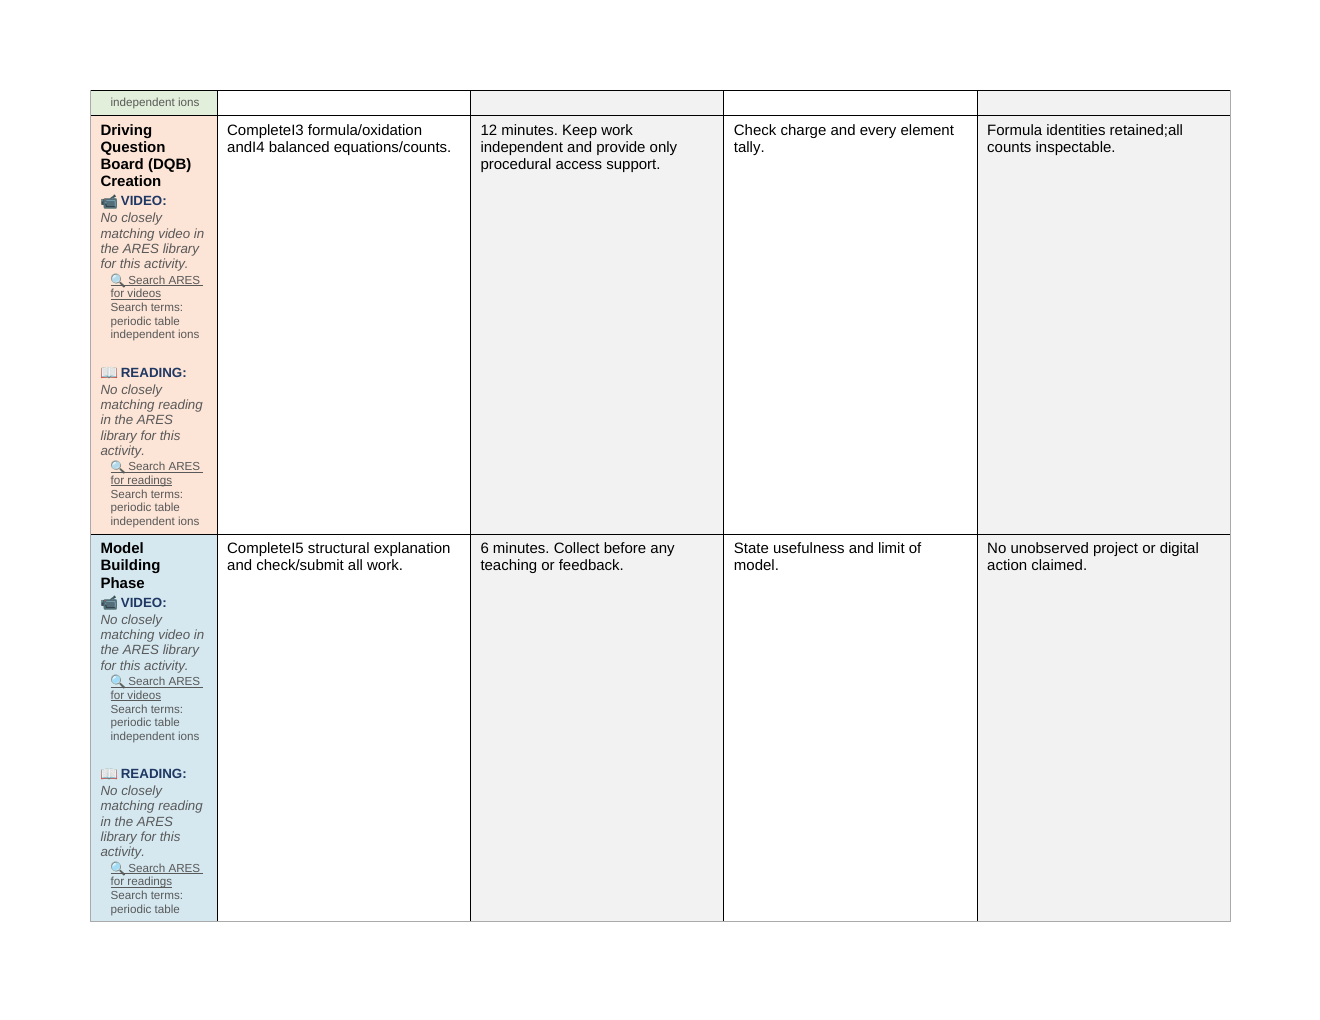 independent ions
Driving
Question
Board (DQB)
Creation
VIDEO:
No closely
matching video in
the ARES library
for this activity.
Search ARES
for videos
Search terms:
periodic table
independent ions
READING:
No closely
matching reading
in the ARES
library for this
activity.
Search ARES
for readings
Search terms:
periodic table
independent ions
CompleteI3 formula/oxidation
andI4 balanced equations/counts.
12 minutes. Keep work
independent and provide only
procedural access support.
Check charge and every element
tally.
Formula identities retained;all
counts inspectable.
Model
Building
Phase
VIDEO:
No closely
matching video in
the ARES library
for this activity.
Search ARES
for videos
Search terms:
periodic table
independent ions
READING:
No closely
matching reading
in the ARES
library for this
activity.
Search ARES
for readings
Search terms:
periodic table
CompleteI5 structural explanation
and check/submit all work.
6 minutes. Collect before any
teaching or feedback.
State usefulness and limit of
model.
No unobserved project or digital
action claimed.